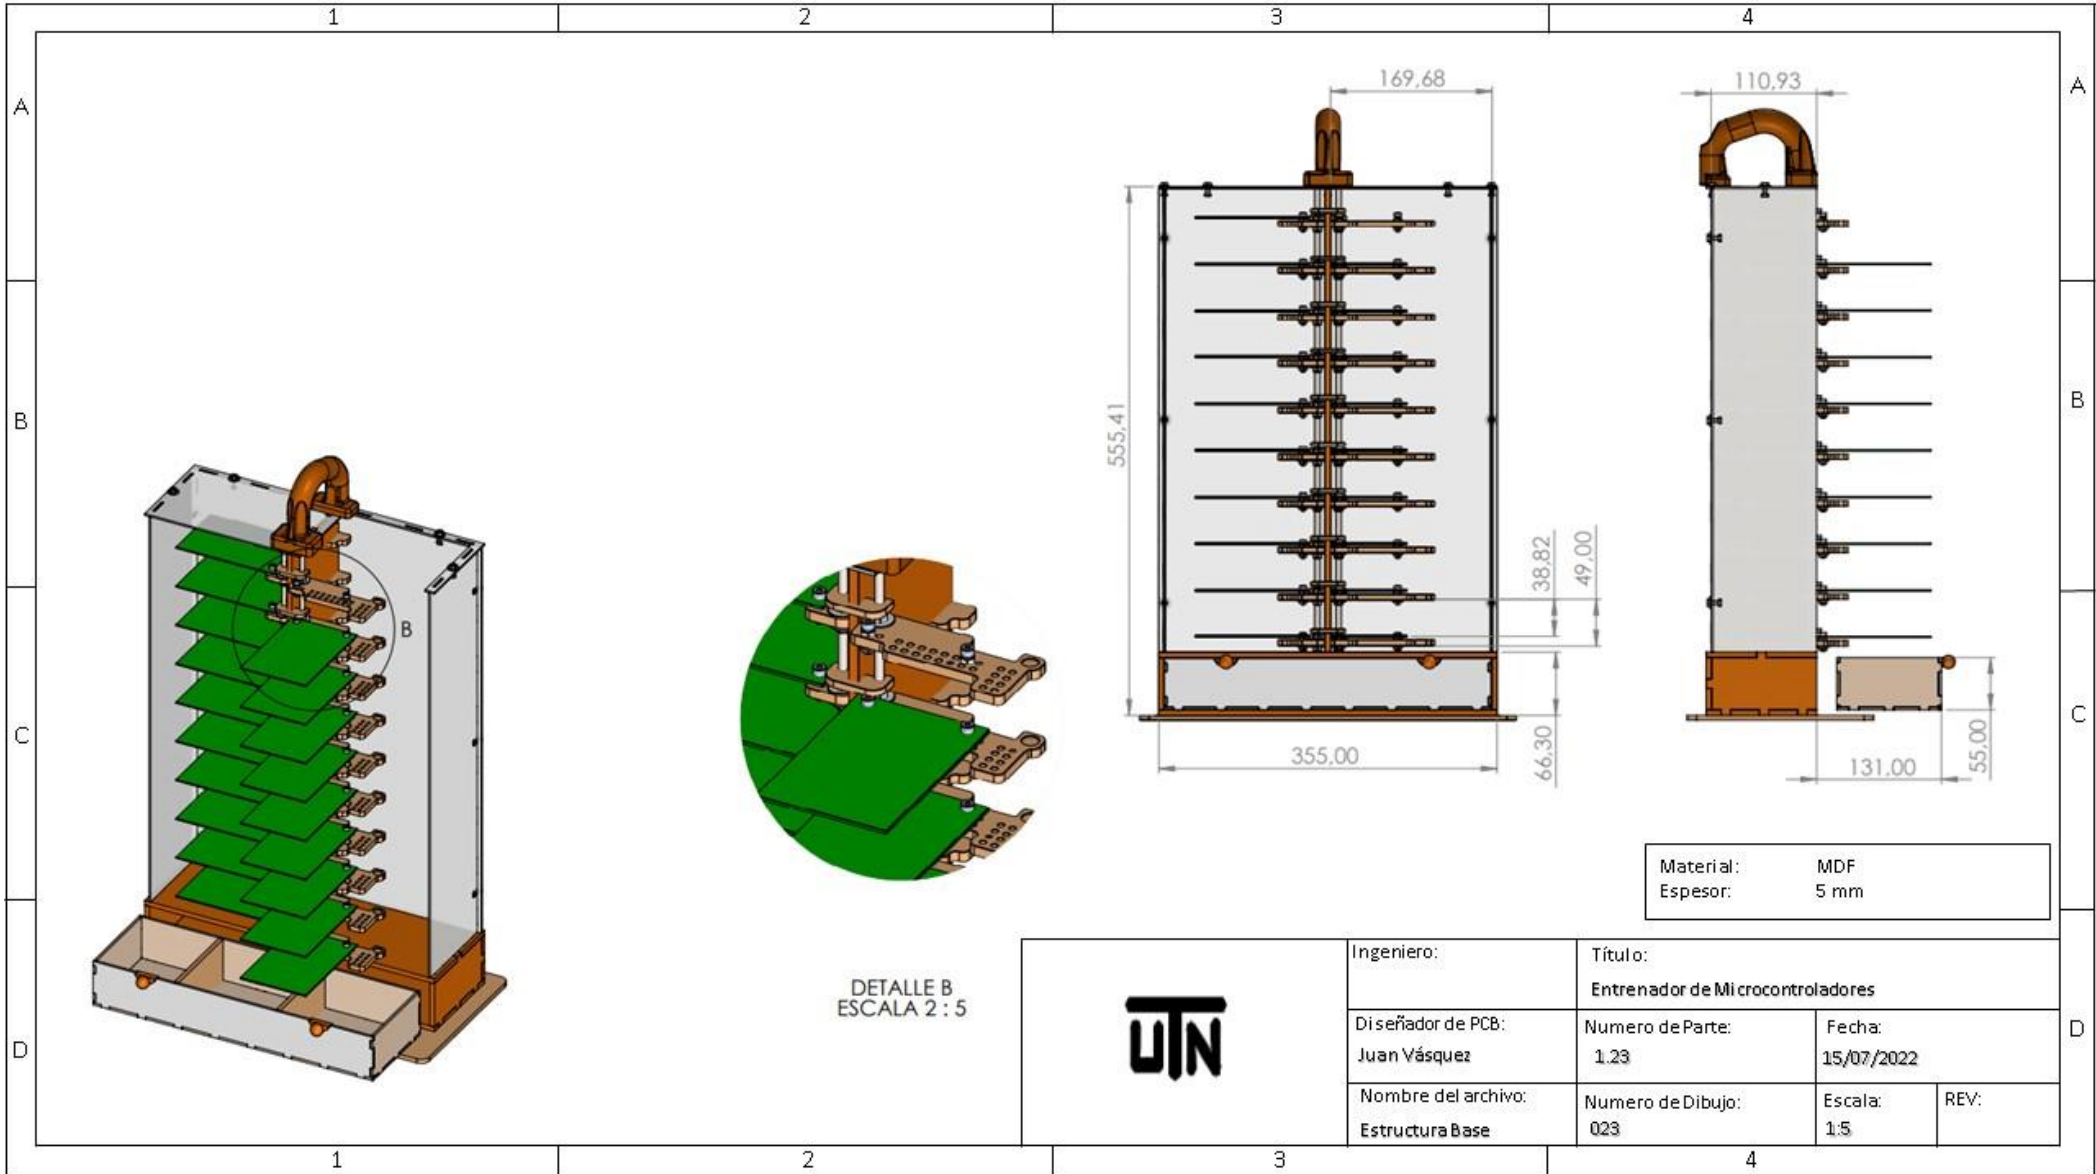 1 2 3 4
A A
169,68 110,93
B B
555,41
38,82 49,00
B
C C
355,00 66,30 131,00 55,00
Material: MDF
Espesor: 5 mm
DETALLE B
ESCALA 2 : 5
UTN
Ingeniero:
Título:
Entrenador de Microcontroladores
Diseñador de PCB:
Juan Vásquez
Numero de Parte:
1.23
Fecha:
15/07/2022
Nombre del archivo:
Estructura Base
Numero de Dibujo:
023
Escala:
1:5
REV:
D D
1 2 3 4